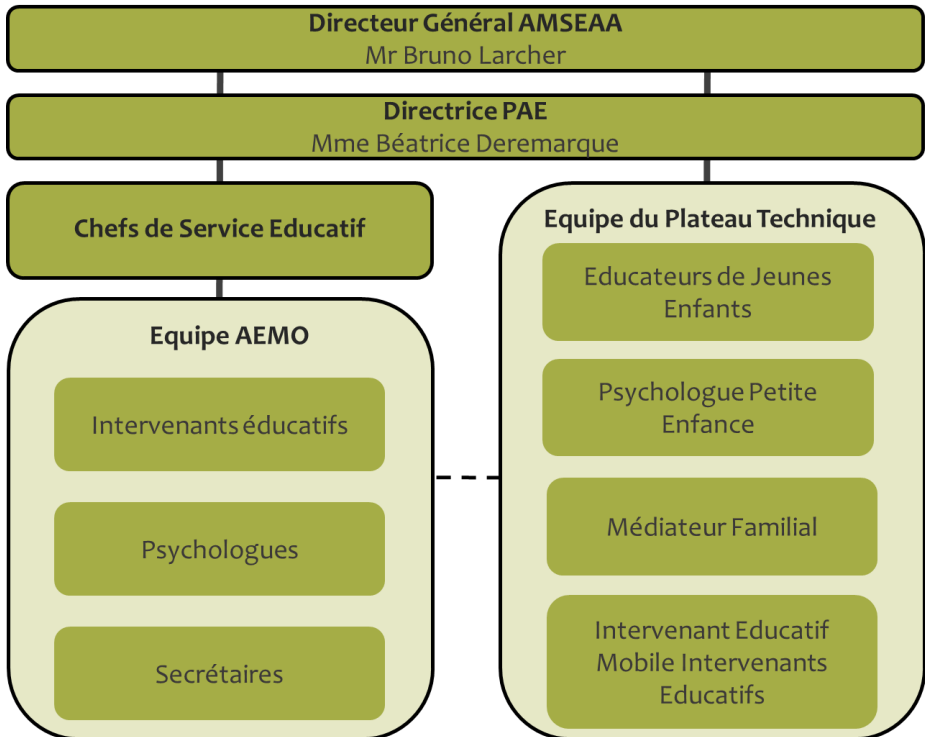 Directeur Général AMSEAA
Mr Bruno Larcher
Directrice PAE
Mme Béatrice Deremarque
Chefs de Service Educatif
Equipe AEMO
Intervenants éducatifs
Psychologues
Secrétaires
Equipe du Plateau Technique
Educateurs de Jeunes
Enfants
Psychologue Petite
Enfance
Médiateur Familial
Intervenant Educatif
Mobile Intervenants
Educatifs